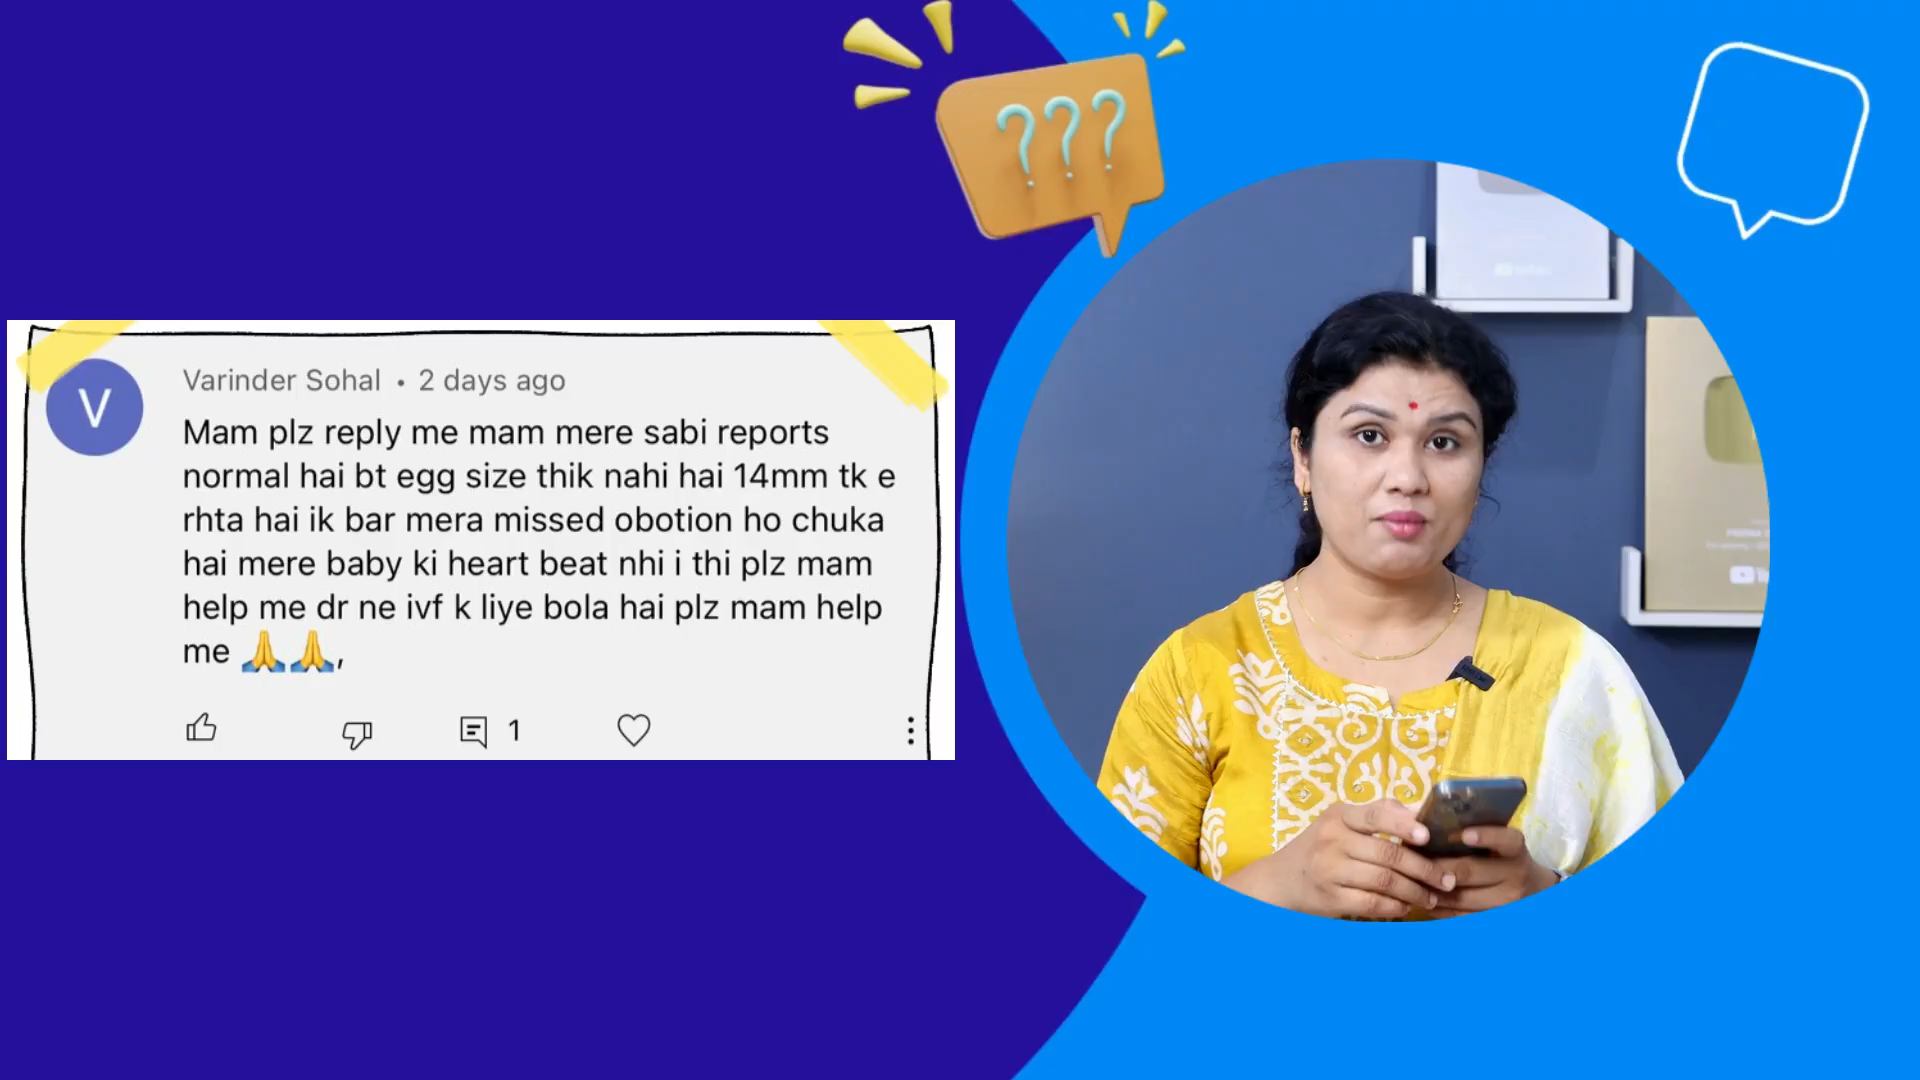 ???
V
Varinder Sohal • 2 days ago
Mam plz reply me mam mere sabi reports
normal hai bt egg size thik nahi hai 14mm tk e
rhta hai ik bar mera missed obotion ho chuka
hai mere baby ki heart beat nhi i thi plz mam
help me dr ne ivf k liye bola hai plz mam help
me 🙏🙏,
1